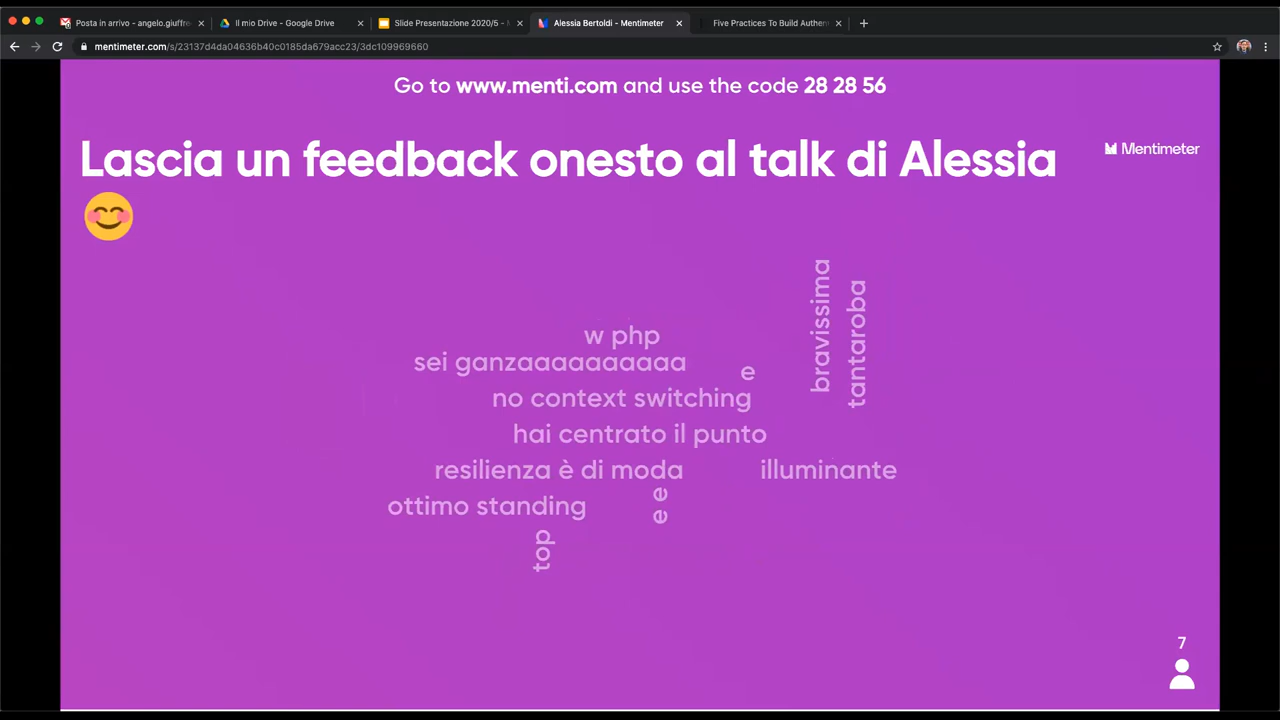 Posta in arrivo - angelo.giuffre
Il mio Drive - Google Drive
Slide Presentazione 2020/5 - M
Alessia Bertoldi - Mentimeter
Five Practices To Build Authen
mentimeter.com/s/23137d4da04636b40c0185da679acc23/3dc109969660
Go to www.menti.com and use the code 28 28 56
Lascia un feedback onesto al talk di Alessia
Mentimeter
bravissima
tantaroba
w php
sei ganzaaaaaaaaaa
e
no context switching
hai centrato il punto
resilienza è di moda
illuminante
ottimo standing
e e
top
7